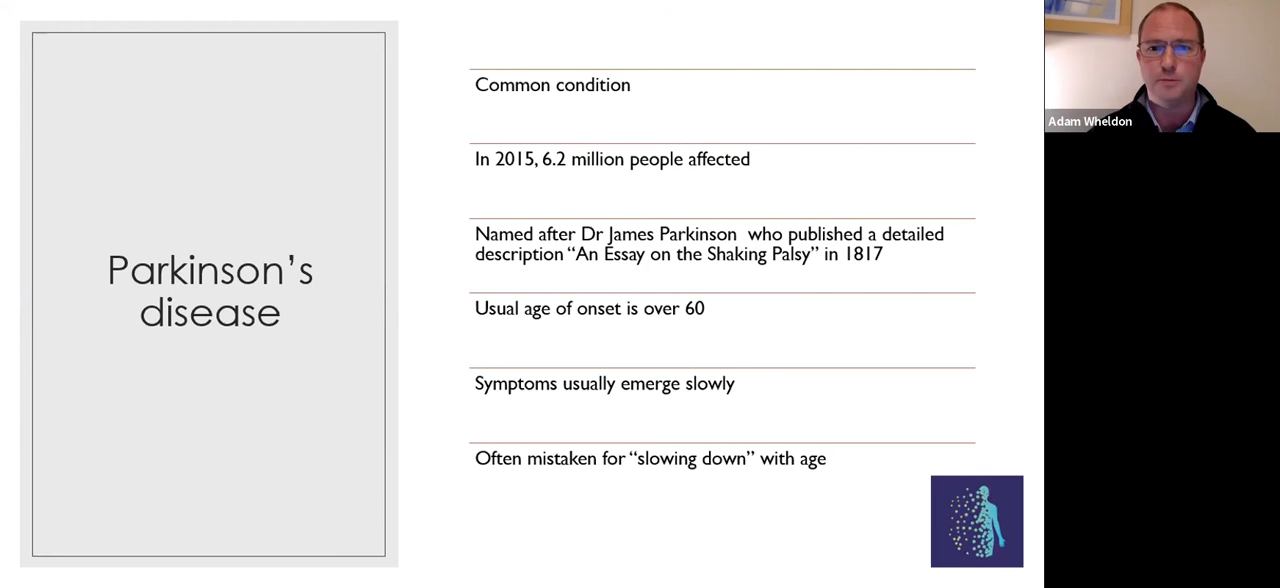 Parkinson’s
disease
Common condition
In 2015, 6.2 million people affected
Named after Dr James Parkinson  who published a detailed
description “An Essay on the Shaking Palsy” in 1817
Usual age of onset is over 60
Symptoms usually emerge slowly
Often mistaken for “slowing down” with age
Adam Wheldon